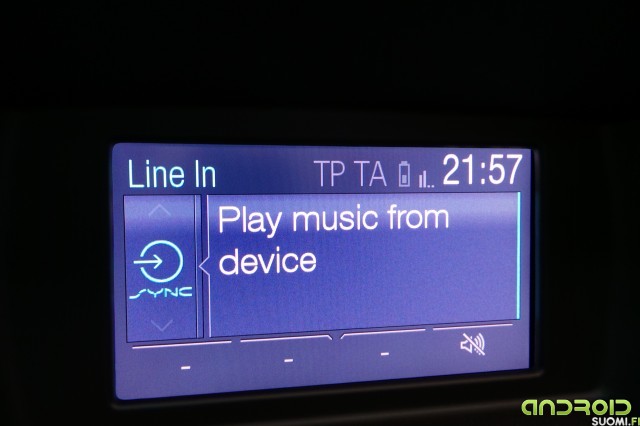 Line In TP TA 21:57
Play music from
device
SYNC
- - -
ANDROID
SUOMI.FI